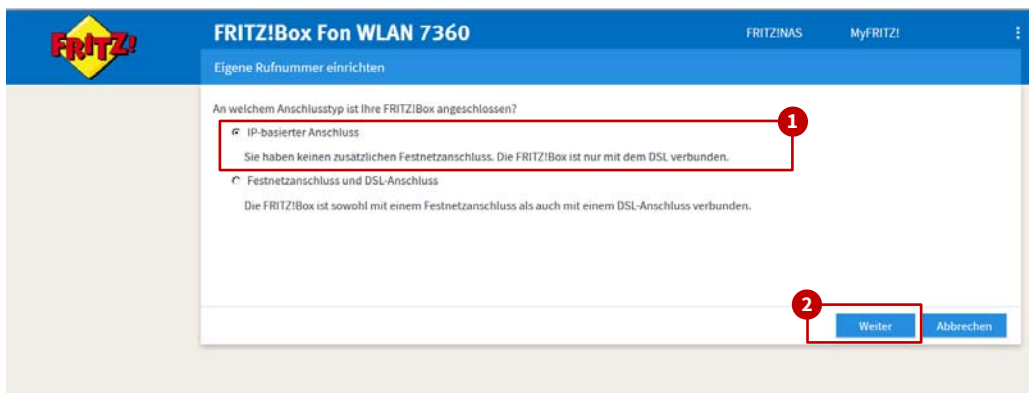 FRITZ!
FRITZ!Box Fon WLAN 7360
FRITZ!NAS
MyFRITZ!
Eigene Rufnummer einrichten
An welchem Anschlusstyp ist Ihre FRITZ!Box angeschlossen?
1
IP-basierter Anschluss
Sie haben keinen zusätzlichen Festnetzanschluss. Die FRITZ!Box ist nur mit dem DSL verbunden.
Festnetzanschluss und DSL-Anschluss
Die FRITZ!Box ist sowohl mit einem Festnetzanschluss als auch mit einem DSL-Anschluss verbunden.
2
Weiter
Abbrechen